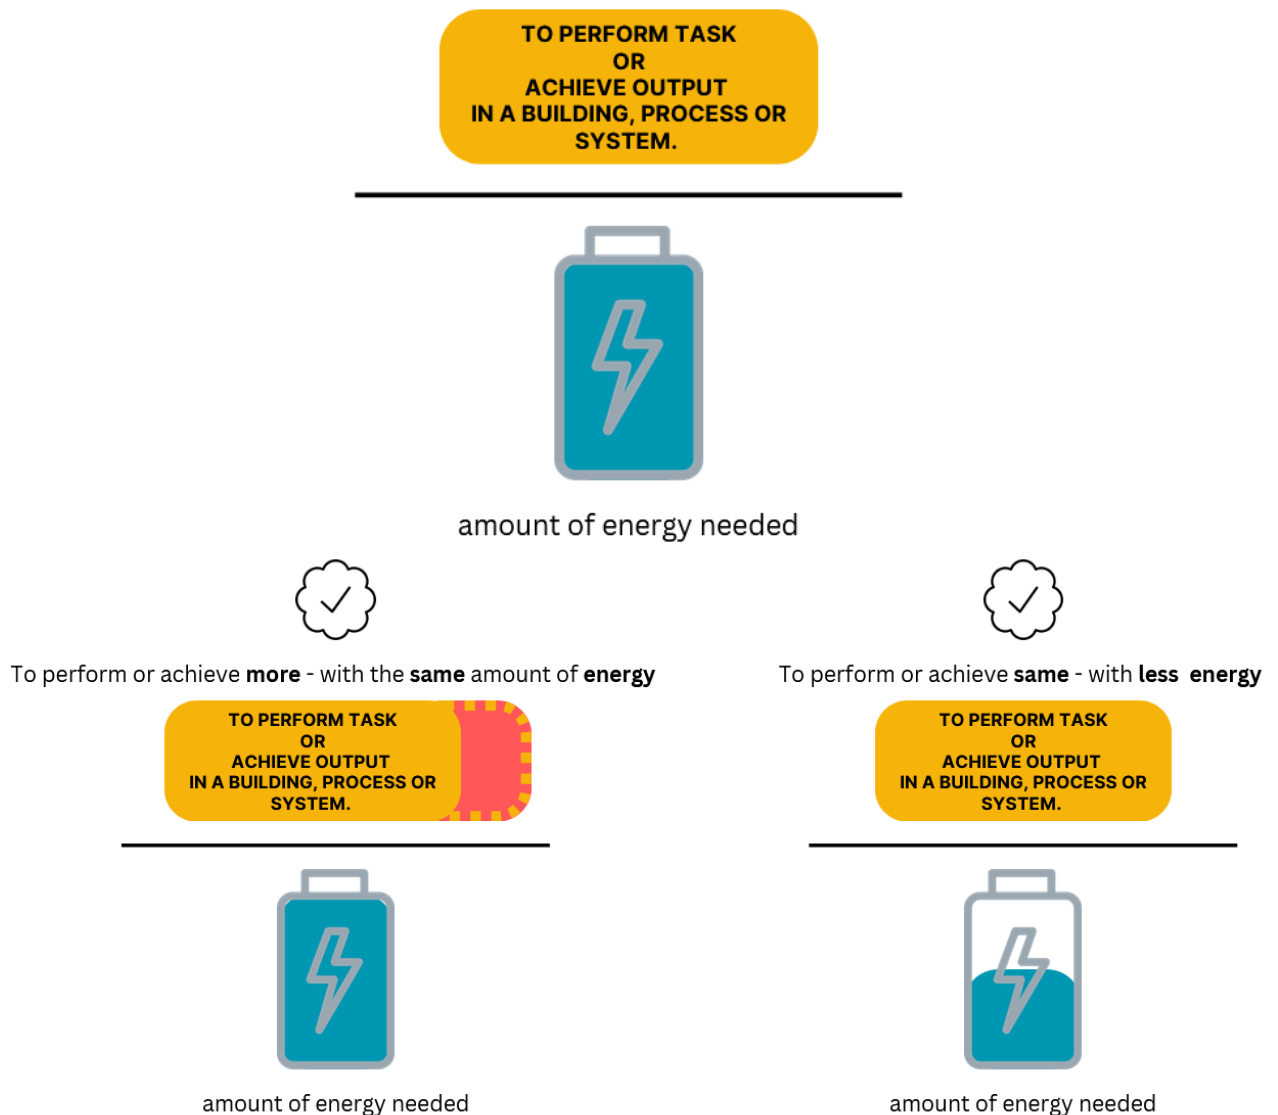 TO PERFORM TASK
OR
ACHIEVE OUTPUT
IN A BUILDING, PROCESS OR
SYSTEM.
amount of energy needed
To perform or achieve more - with the same amount of energy
TO PERFORM TASK
OR
ACHIEVE OUTPUT
IN A BUILDING, PROCESS OR
SYSTEM.
amount of energy needed
To perform or achieve same - with less energy
TO PERFORM TASK
OR
ACHIEVE OUTPUT
IN A BUILDING, PROCESS OR
SYSTEM.
amount of energy needed